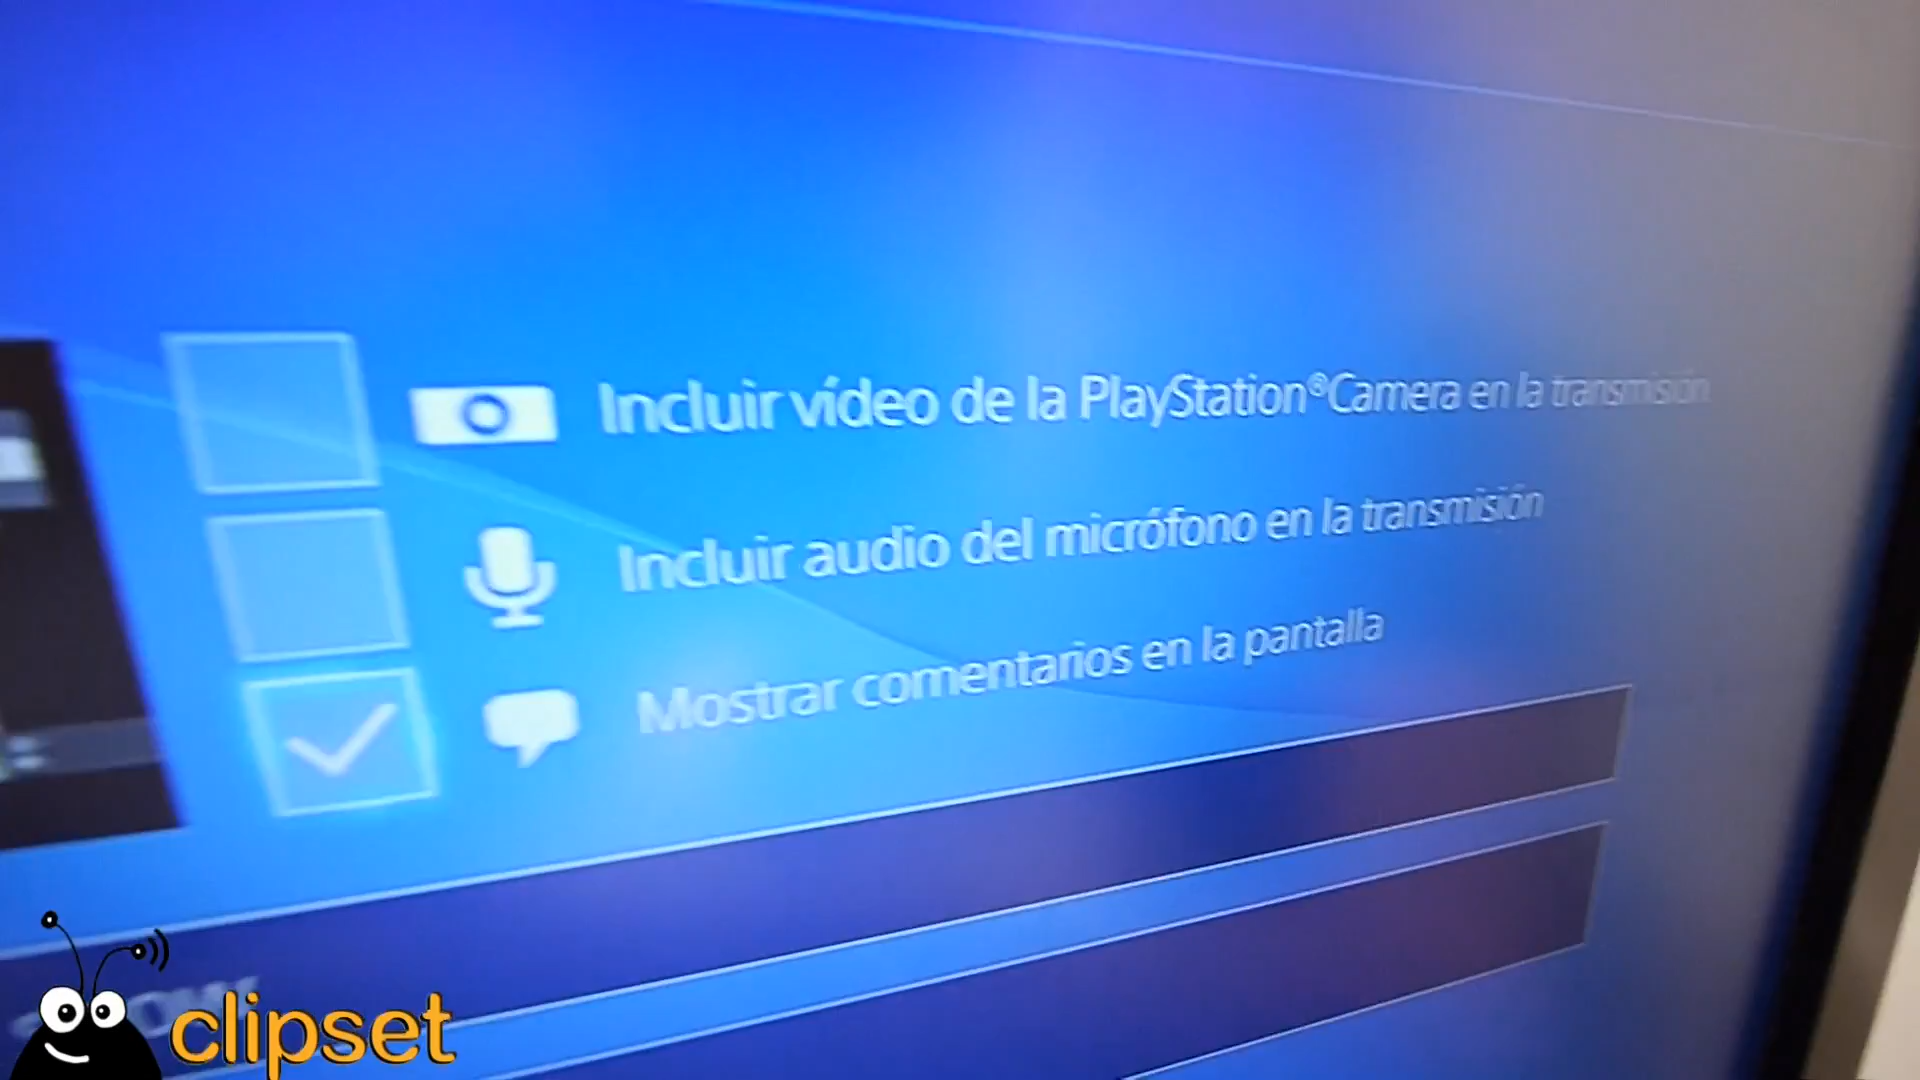 Incluir vídeo de la PlayStation®Camera en la transmisión
Incluir audio del micrófono en la transmisión
Mostrar comentarios en la pantalla
clipset